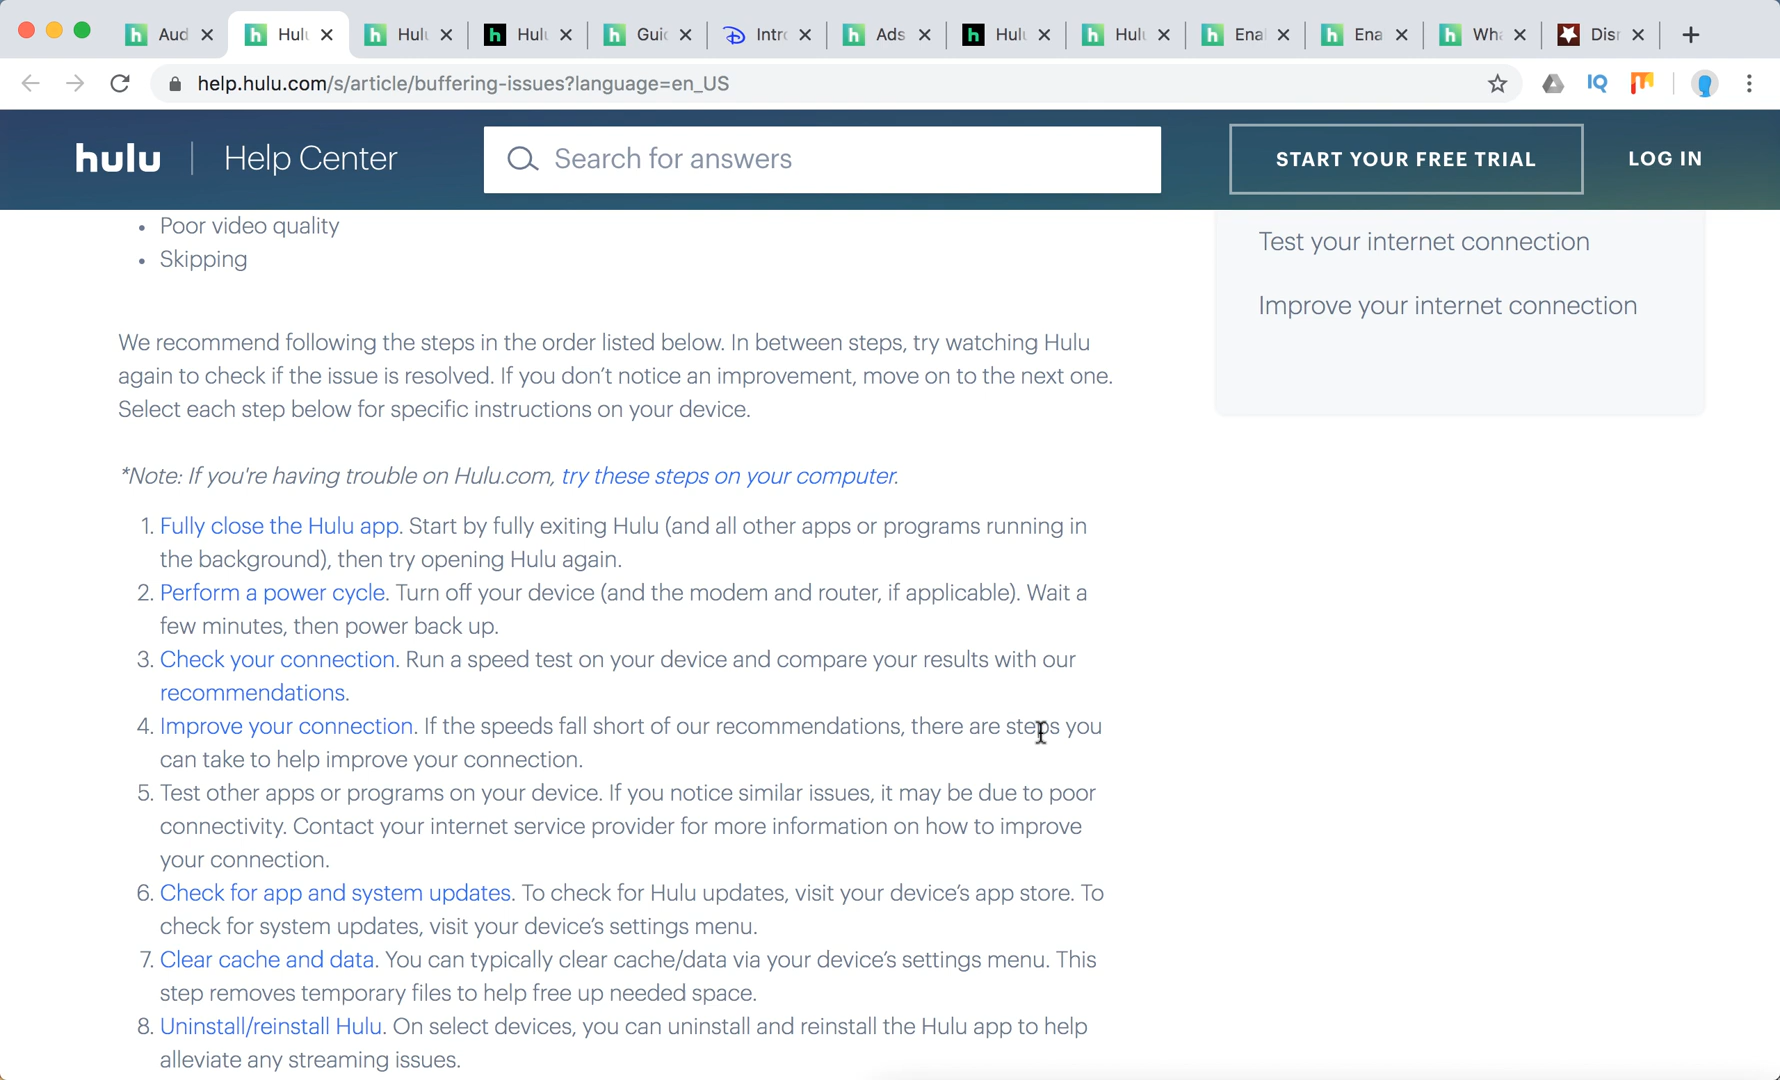 Aud
Hulu
Hulu
Hulu
Guid
Intro
Ads
Hulu
Hulu
Ena
Ena
Wha
Disn
help.hulu.com/s/article/buffering-issues?language=en_US
IQ
hulu
Help Center
Search for answers
START YOUR FREE TRIAL
LOG IN
• Poor video quality
• Skipping
Test your internet connection
Improve your internet connection
We recommend following the steps in the order listed below. In between steps, try watching Hulu
again to check if the issue is resolved. If you don’t notice an improvement, move on to the next one.
Select each step below for specific instructions on your device.
*Note: If you're having trouble on Hulu.com, try these steps on your computer.
1. Fully close the Hulu app. Start by fully exiting Hulu (and all other apps or programs running in
the background), then try opening Hulu again.
2. Perform a power cycle. Turn off your device (and the modem and router, if applicable). Wait a
few minutes, then power back up.
3. Check your connection. Run a speed test on your device and compare your results with our
recommendations.
4. Improve your connection. If the speeds fall short of our recommendations, there are steps you
can take to help improve your connection.
5. Test other apps or programs on your device. If you notice similar issues, it may be due to poor
connectivity. Contact your internet service provider for more information on how to improve
your connection.
6. Check for app and system updates. To check for Hulu updates, visit your device’s app store. To
check for system updates, visit your device’s settings menu.
7. Clear cache and data. You can typically clear cache/data via your device’s settings menu. This
step removes temporary files to help free up needed space.
8. Uninstall/reinstall Hulu. On select devices, you can uninstall and reinstall the Hulu app to help
alleviate any streaming issues.